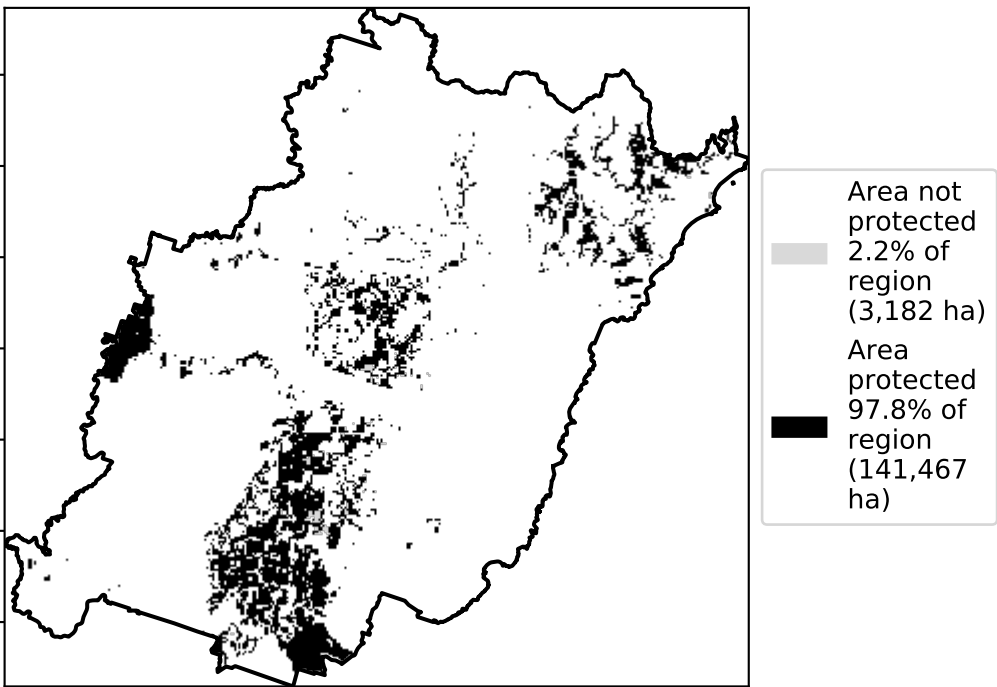 Area not
protected
2.2% of
region
(3,182 ha)
Area
protected
97.8% of
region
(141,467
ha)